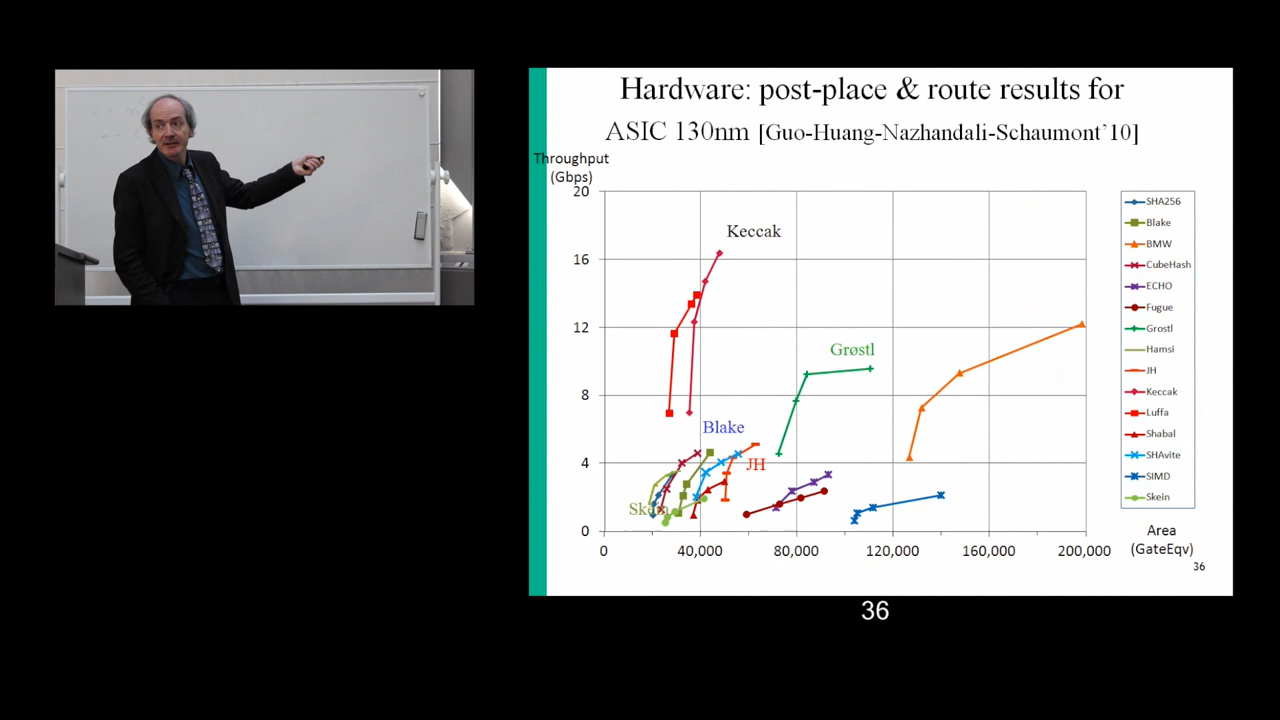 Hardware: post-place & route results for
ASIC 130nm [Guo-Huang-Nazhandali-Schaumont’10]
Throughput
(Gbps)
20
16
12
8
4
0
0
40,000
80,000
120,000
160,000
200,000
Area
(GateEqv)
Keccak
Grøstl
Blake
JH
Skein
SHA256
Blake
BMW
CubeHash
ECHO
Fugue
Grostl
Hamsi
JH
Keccak
Luffa
Shabal
SHAvite
SIMD
Skein
36
36